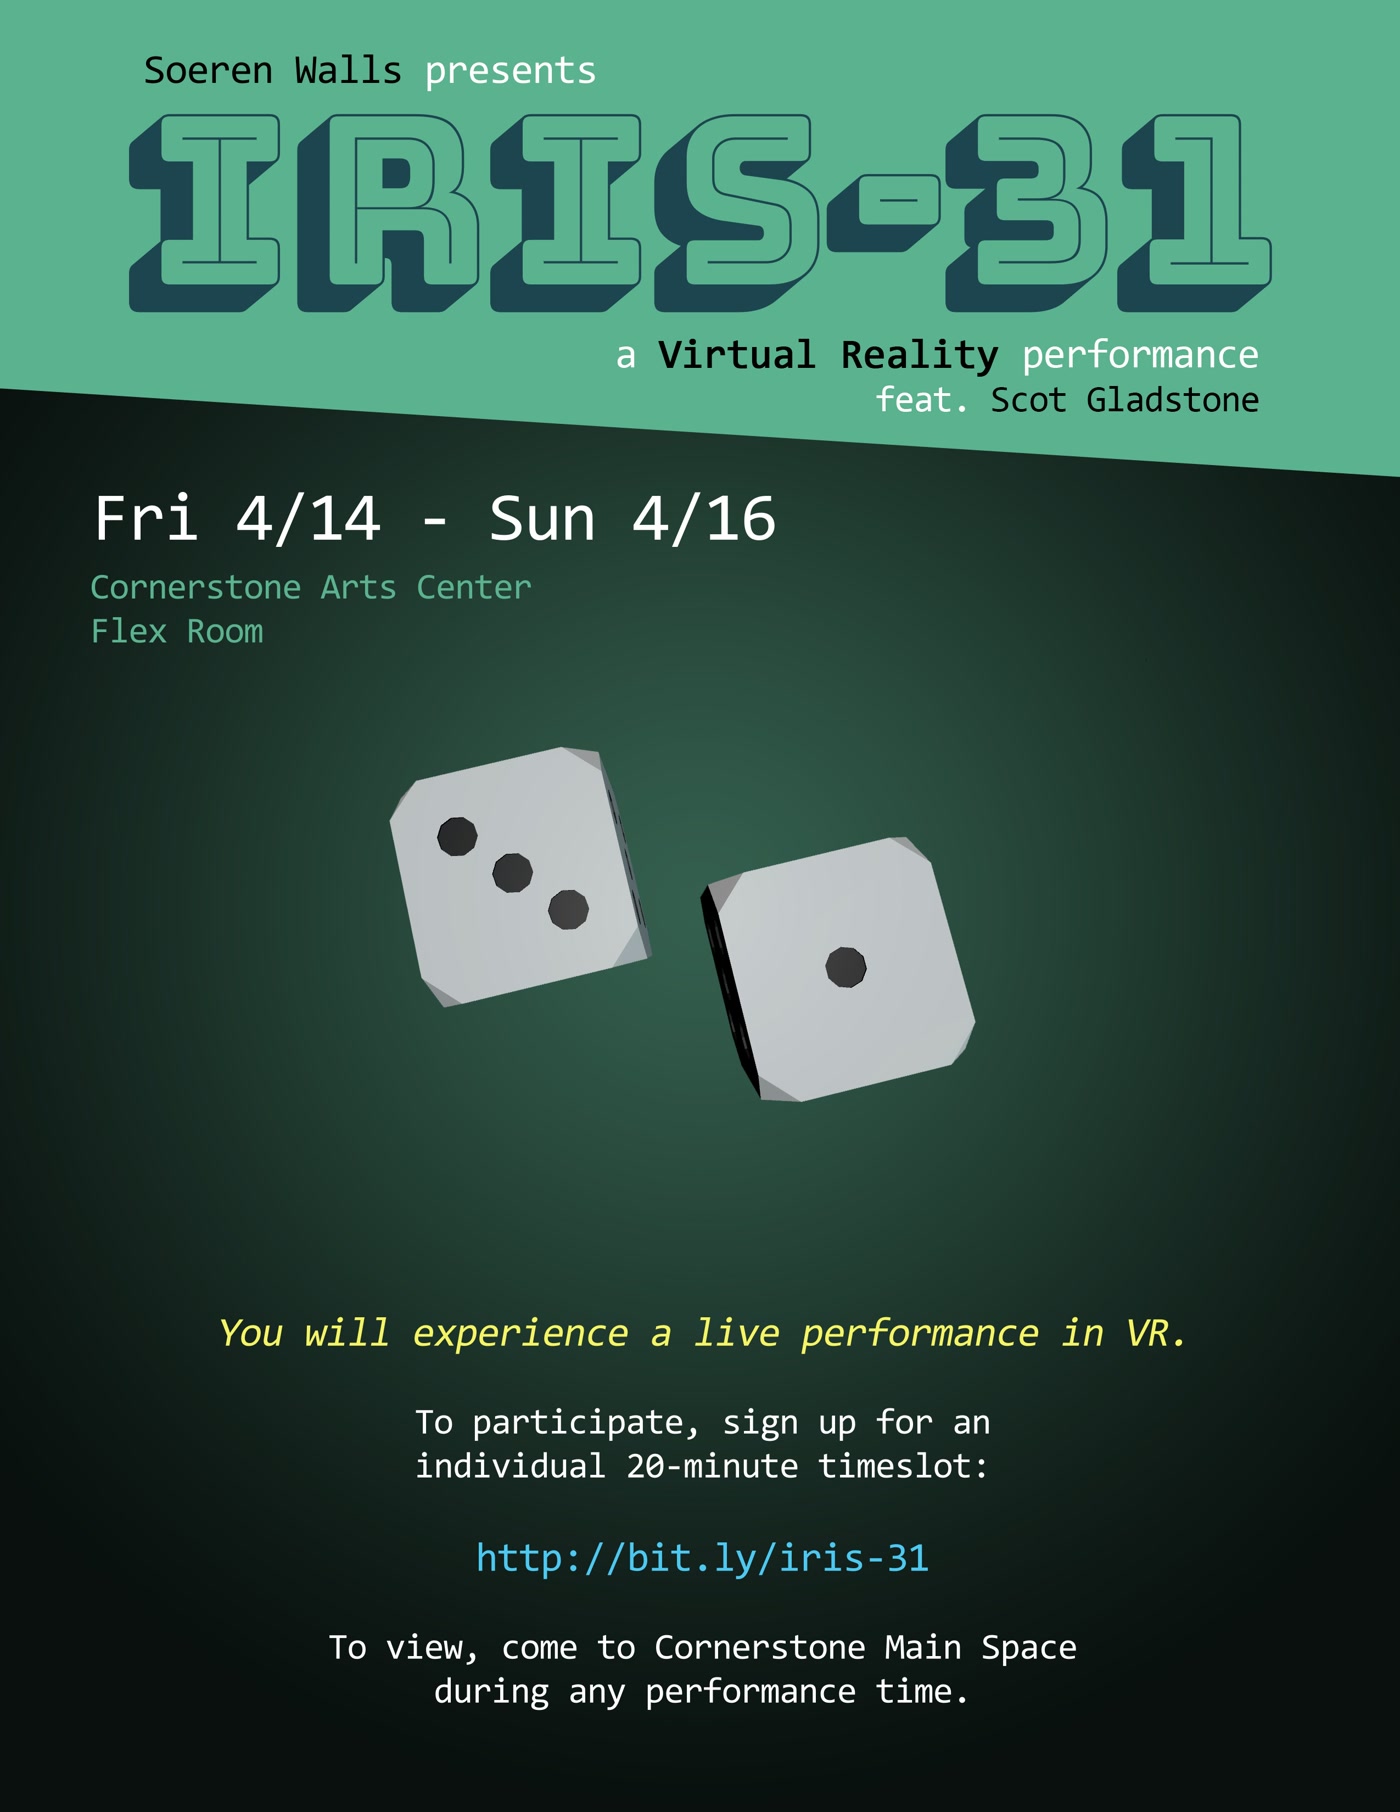 Soeren Walls presents
IRIS-31
a Virtual Reality performance
feat. Scot Gladstone
Fri 4/14 - Sun 4/16
Cornerstone Arts Center
Flex Room
You will experience a live performance in VR.
To participate, sign up for an
individual 20-minute timeslot:
http://bit.ly/iris-31
To view, come to Cornerstone Main Space
during any performance time.